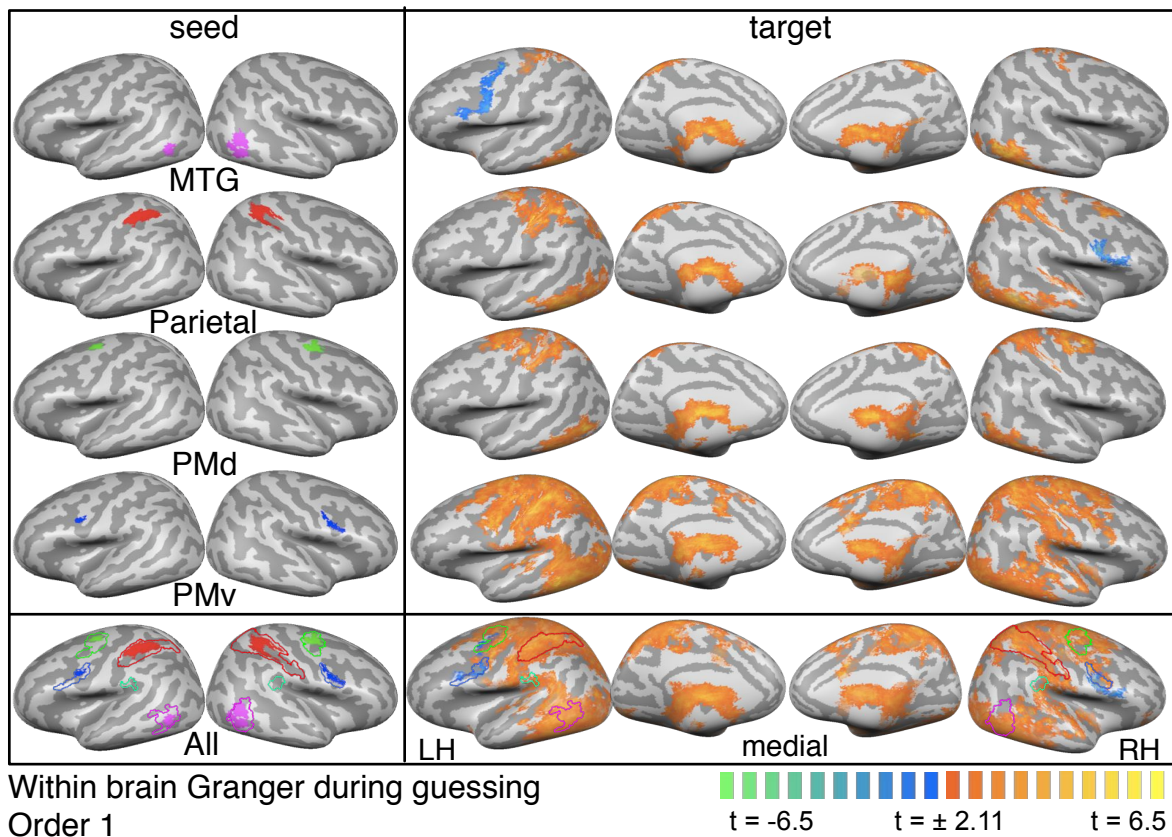 seed
target
MTG
Parietal
PMd
PMv
All
LH
medial
RH
Within brain Granger during guessing
Order 1
t = -6.5
t = ± 2.11
t = 6.5